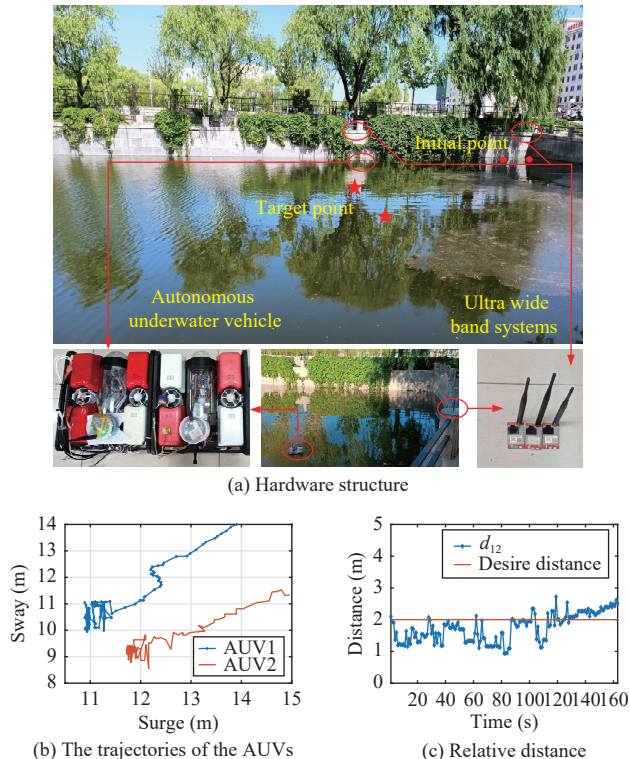 Initial point
Target point
Autonomous
underwater vehicle
Ultra wide
band systems
(a) Hardware structure
14
13
12
11
10
9
8
Sway (m)
AUV1
AUV2
11 12 13 14 15
Surge (m)
(b) The trajectories of the AUVs
5
4
3
2
1
0
Distance (m)
d12
Desire distance
20 40 60 80 100 120 140 160
Time (s)
(c) Relative distance